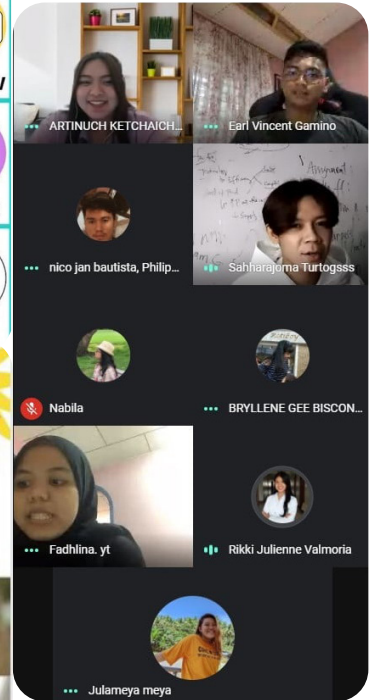 ARTINUCH KETCHAICH...
Earl Vincent Gamino
nico jan bautista, Philip...
Sahharajoma Turtogsss
Nabila
BRYLLENE GEE BISCON...
Fadhlina. yt
Rikki Julienne Valmoria
Julameya meya